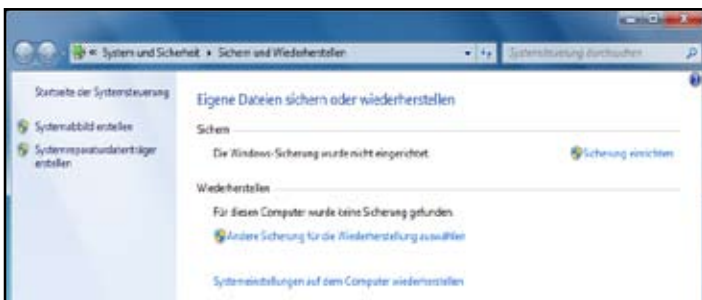 « System und Sicherheit ▸ Sichern und Wiederherstellen
Systemsteuerung durchsuchen
Startseite der Systemsteuerung
Systemabbild erstellen
Systemreparaturdatenträger
erstellen
Eigene Dateien sichern oder wiederherstellen
Sichern
Die Windows-Sicherung wurde nicht eingerichtet.
Sicherung einrichten
Wiederherstellen
Für diesen Computer wurde keine Sicherung gefunden.
Andere Sicherung für die Wiederherstellung auswählen
Systemeinstellungen auf dem Computer wiederherstellen